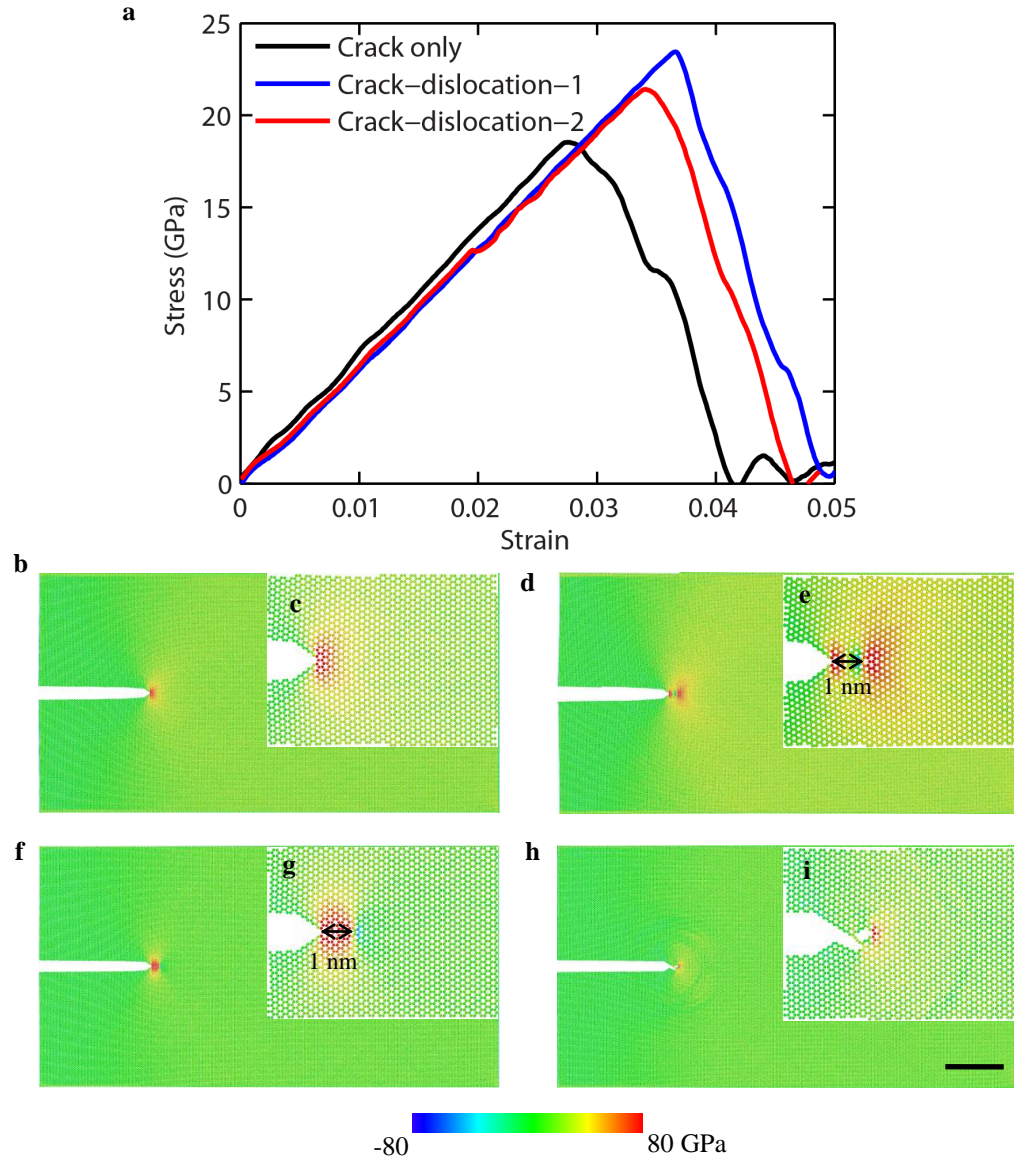 a
25
20
15
10
5
0
Stress (GPa)
Crack only
Crack-dislocation-1
Crack-dislocation-2
0 0.01 0.02 0.03 0.04 0.05
Strain
b
c
d
e
1 nm
f
g
1 nm
h
i
-80
80 GPa